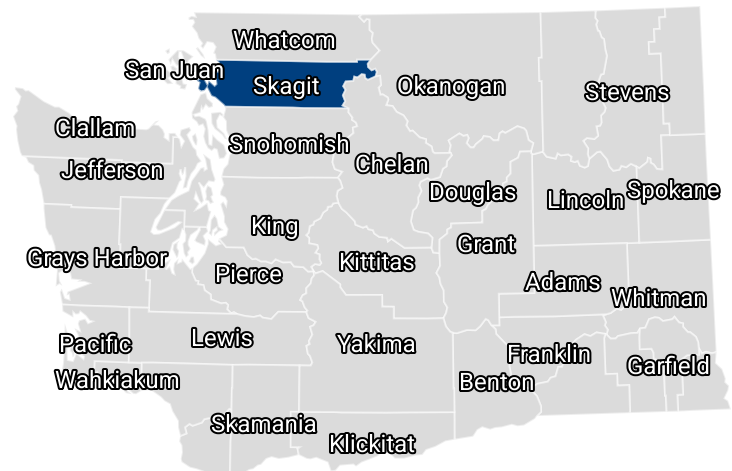 Whatcom
San Juan
Skagit
Okanogan
Stevens
Clallam
Snohomish
Chelan
Jefferson
Douglas
Lincoln
Spokane
King
Grant
Grays Harbor
Kittitas
Pierce
Adams
Whitman
Pacific
Lewis
Yakima
Franklin
Garfield
Wahkiakum
Benton
Skamania
Klickitat